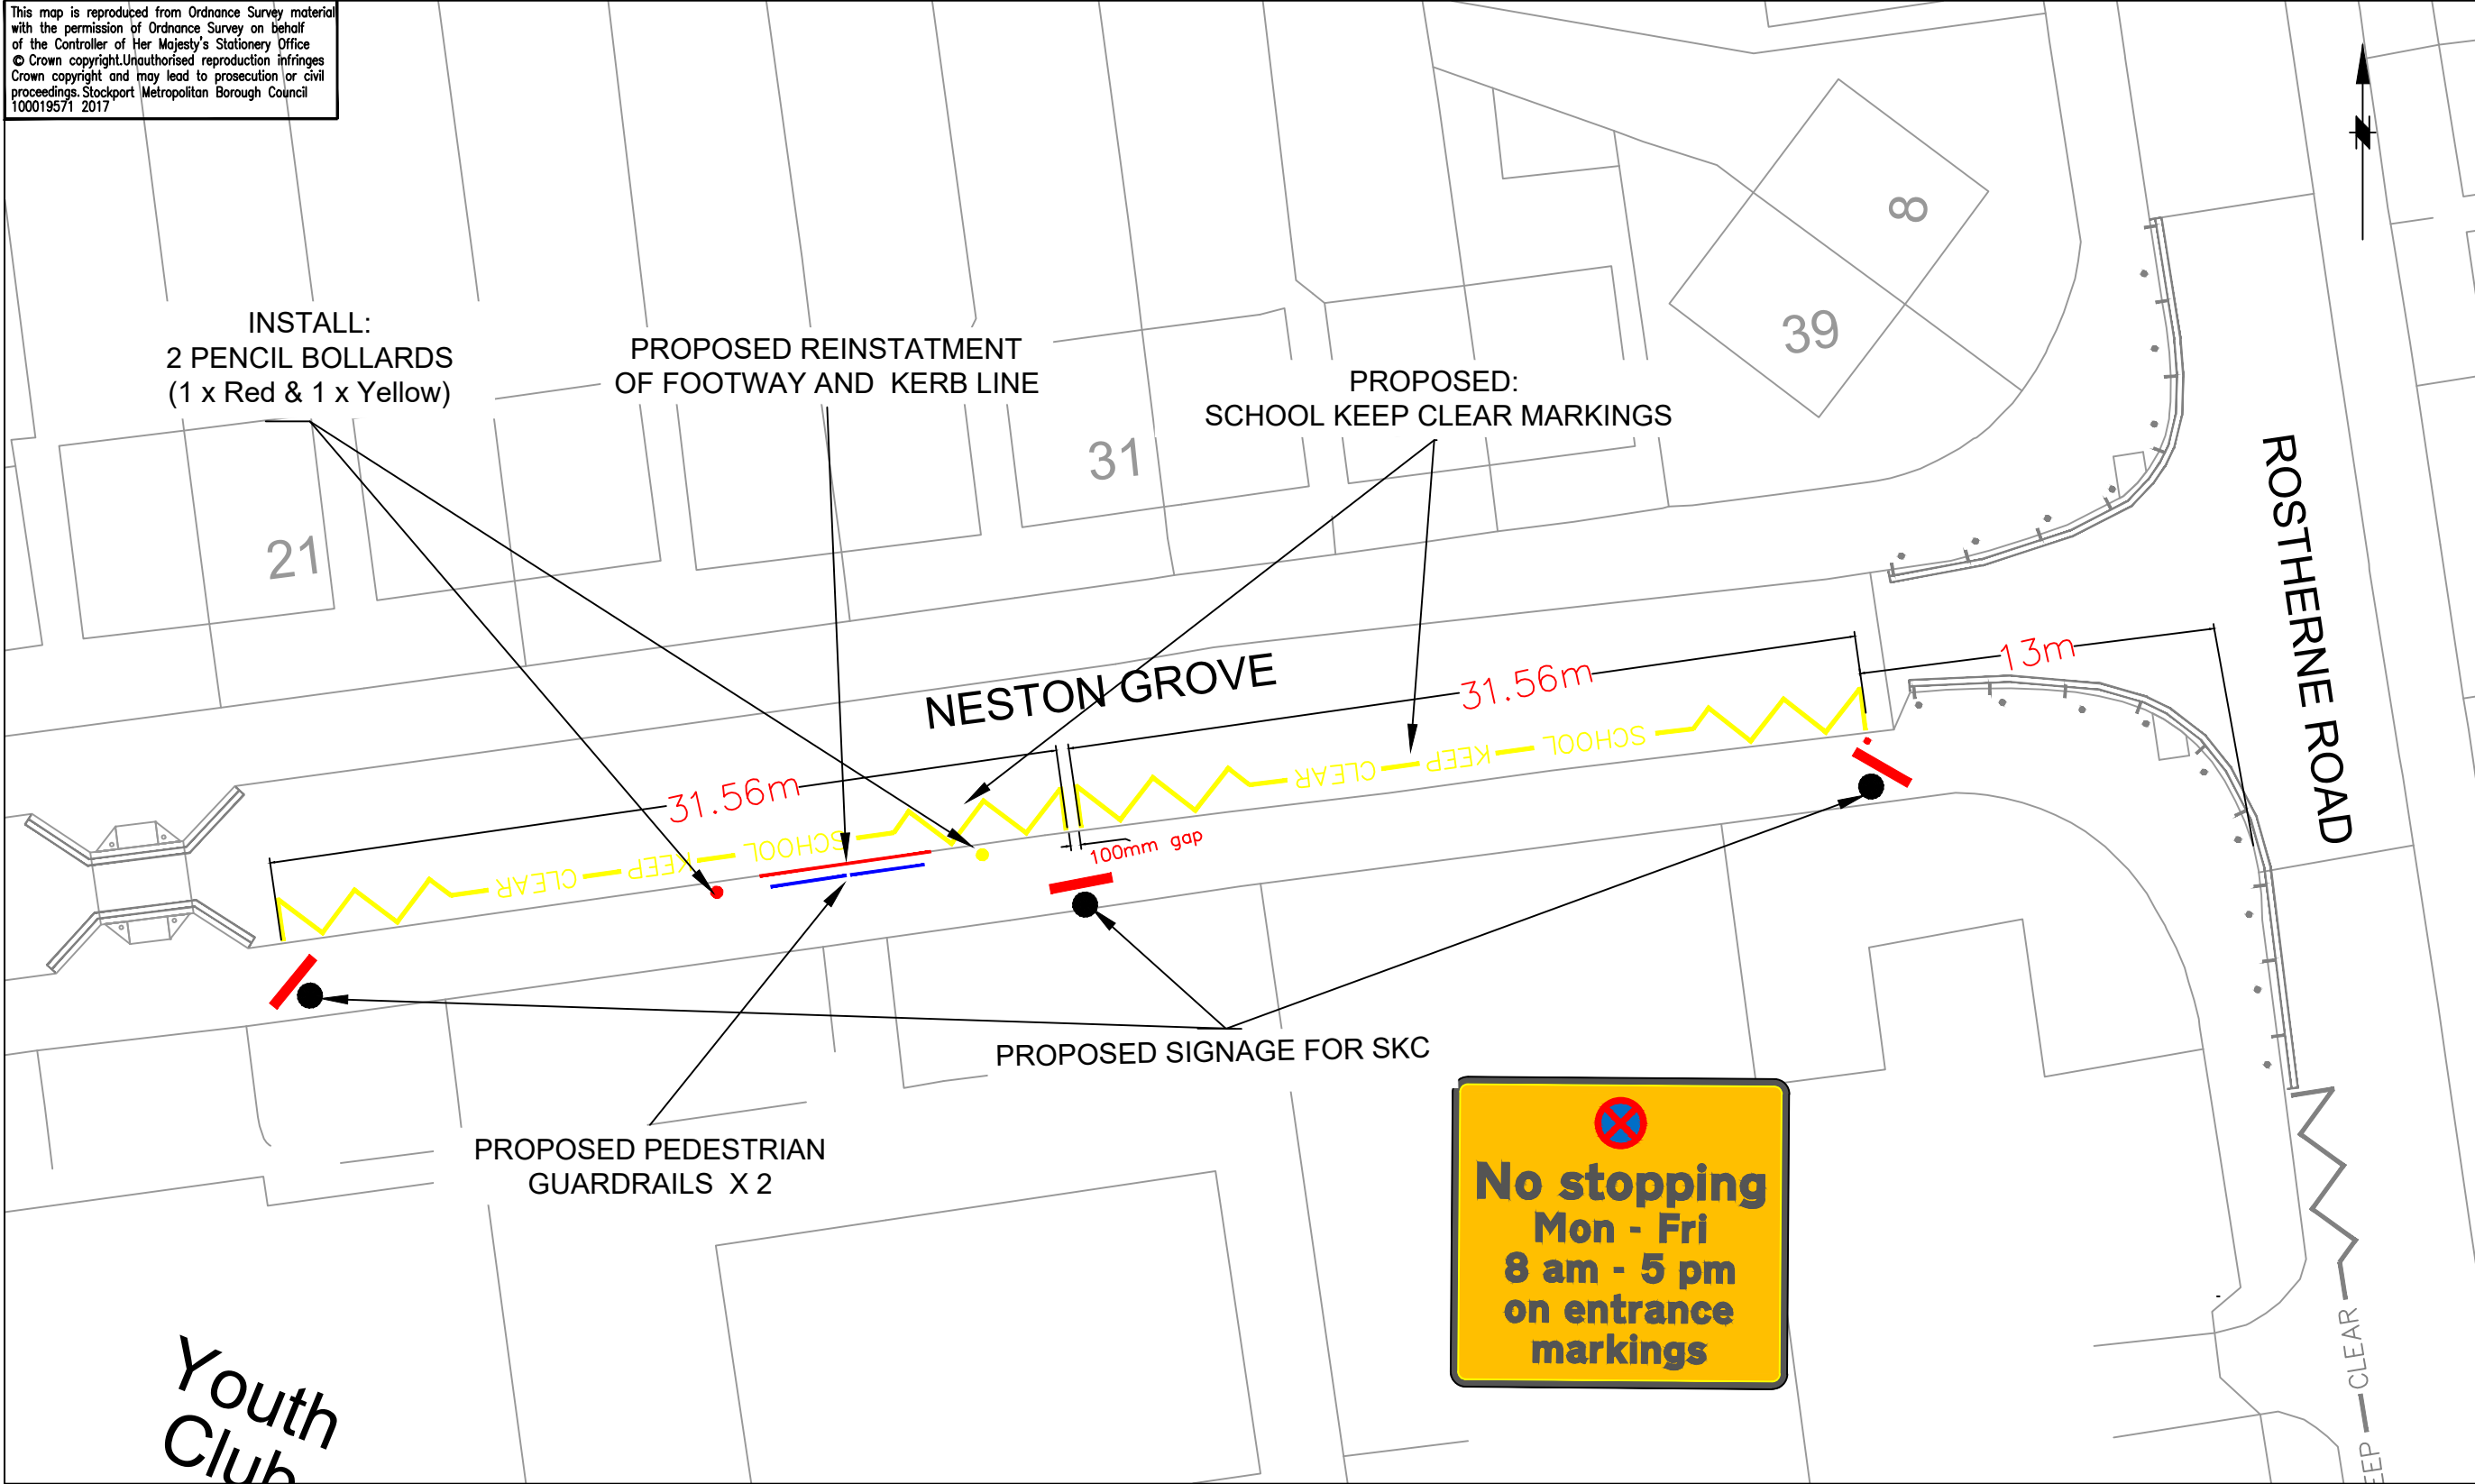 This map is reproduced from Ordnance Survey material
with the permission of Ordnance Survey on behalf
of the Controller of Her Majesty's Stationery Office
© Crown copyright.Unauthorised reproduction infringes
Crown copyright and may lead to prosecution or civil
proceedings. Stockport Metropolitan Borough Council
100019571 2017
8
39
INSTALL:
2 PENCIL BOLLARDS
(1 x Red & 1 x Yellow)
PROPOSED REINSTATMENT
OF FOOTWAY AND KERB LINE
PROPOSED:
SCHOOL KEEP CLEAR MARKINGS
31
21
ROSTHERNE ROAD
NESTON GROVE
13m
31.56m
31.56m
SCHOOL KEEP CLEAR
SCHOOL KEEP CLEAR
100mm gap
PROPOSED SIGNAGE FOR SKC
PROPOSED PEDESTRIAN
GUARDRAILS X 2
No stopping
Mon - Fri
8 am - 5 pm
on entrance
markings
Youth
Club
EEP CLEAR